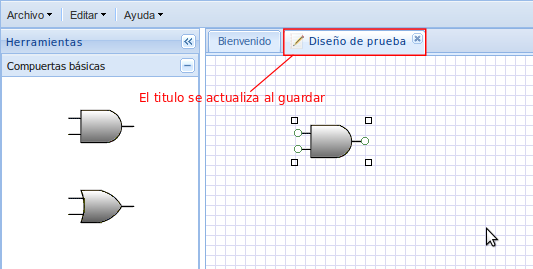 Archivo Editar Ayuda
Herramientas
Bienvenido Diseño de prueba
Compuertas básicas
El titulo se actualiza al guardar